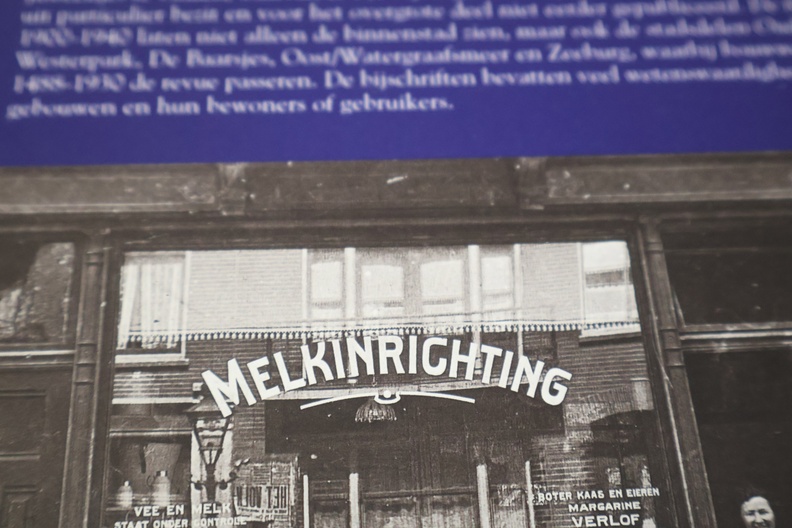 uit particulier bezit en voor het overgrote deel niet eerder gepubliceerd. De
1900-1940 laten niet alleen de binnenstad zien, maar ook de stadsdelen
Westerpark, De Baarsjes, Oost/Watergraafsmeer en Zeeburg, waarbij
de revue passeren. De bijschriften bevatten veel
gebouwen en hun bewoners of gebruikers.
MELKINRICHTING
VEE EN MELK
STAAT ONDER CONTROLE
BOTER KAAS EN EIEREN
MARGARINE
VERLOF